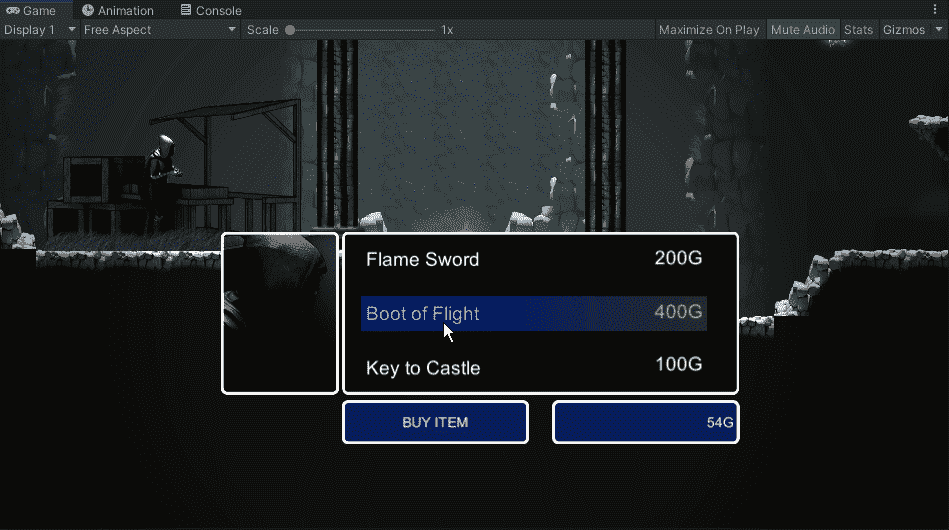 Game Animation Console
Display 1 Free Aspect Scale 1x Maximize On Play Mute Audio Stats Gizmos
Flame Sword 200G
Boot of Flight 400G
Key to Castle 100G
BUY ITEM 54G